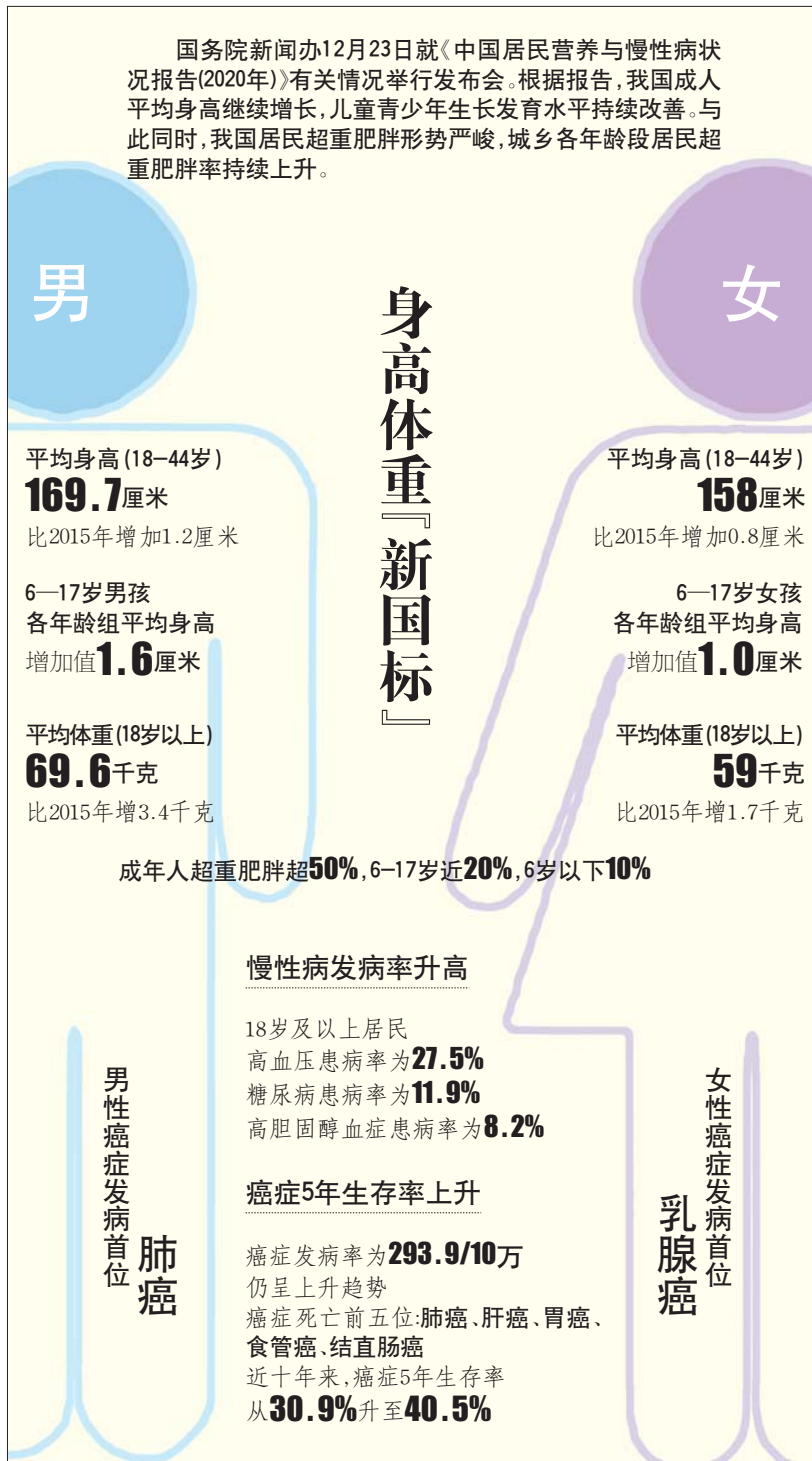 国务院新闻办12月23日就《中国居民营养与慢性病状
况报告(2020年)》有关情况举行发布会。根据报告,我国成人
平均身高继续增长,儿童青少年生长发育水平持续改善。与
此同时,我国居民超重肥胖形势严峻,城乡各年龄段居民超
重肥胖率持续上升。
男
女
身高体重『新国标』
平均身高(18—44岁)
169.7厘米
比2015年增加1.2厘米
6—17岁男孩
各年龄组平均身高
增加值1.6厘米
平均体重(18岁以上)
69.6千克
比2015年增3.4千克
平均身高(18—44岁)
158厘米
比2015年增加0.8厘米
6—17岁女孩
各年龄组平均身高
增加值1.0厘米
平均体重(18岁以上)
59千克
比2015年增1.7千克
成年人超重肥胖超50%,6—17岁近20%,6岁以下10%
慢性病发病率升高
18岁及以上居民
高血压患病率为27.5%
糖尿病患病率为11.9%
高胆固醇血症患病率为8.2%
癌症5年生存率上升
癌症发病率为293.9/10万
仍呈上升趋势
癌症死亡前五位:肺癌、肝癌、胃癌、
食管癌、结直肠癌
近十年来,癌症5年生存率
从30.9%升至40.5%
男性癌症发病首位
肺癌
女性癌症发病首位
乳腺癌